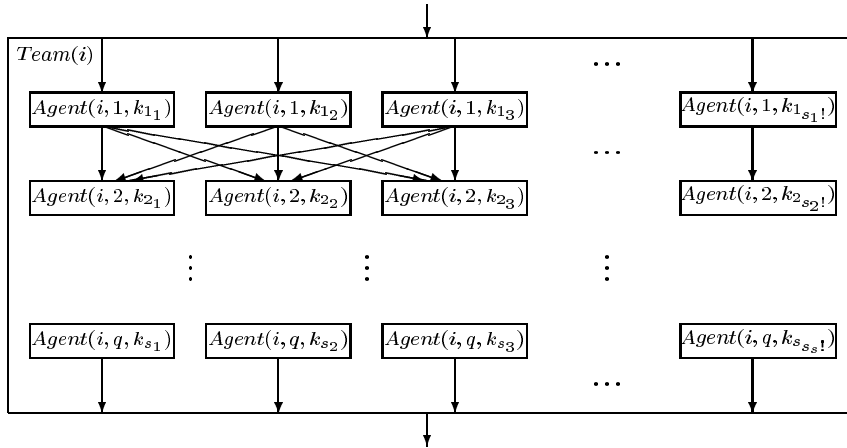 Team(i)
...
Agent(i, 1, k_{1_1}) Agent(i, 1, k_{1_2}) Agent(i, 1, k_{1_3}) Agent(i, 1, k_{1_{s_1!}})
...
Agent(i, 2, k_{2_1}) Agent(i, 2, k_{2_2}) Agent(i, 2, k_{2_3}) Agent(i, 2, k_{2_{s_2!}})
⋮ ⋮ ⋮
Agent(i, q, k_{s_1}) Agent(i, q, k_{s_2}) Agent(i, q, k_{s_3}) Agent(i, q, k_{s_{s_s!}})
...